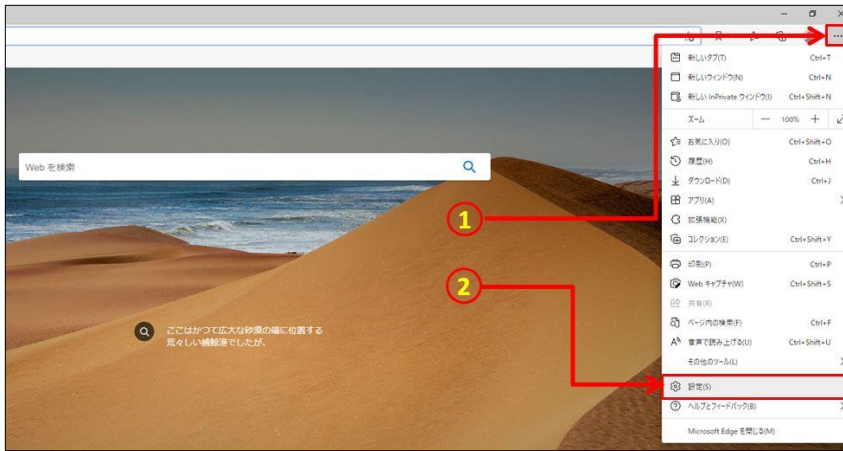 新しいタブ(T) Ctrl+T
新しいウィンドウ(N) Ctrl+N
新しい InPrivate ウィンドウ(I) Ctrl+Shift+N
ズーム 100%
お気に入り(O) Ctrl+Shift+O
履歴(H) Ctrl+H
ダウンロード(D) Ctrl+J
アプリ(A)
拡張機能(X)
コレクション(E) Ctrl+Shift+Y
印刷(P) Ctrl+P
Web キャプチャ(W) Ctrl+Shift+S
共有(R)
ページ内の検索(F) Ctrl+F
音声で読み上げる(U) Ctrl+Shift+U
その他のツール(L)
設定(S)
ヘルプとフィードバック(B)
Microsoft Edge を閉じる(M)
Web を検索
1
2
ここはかつて広大な砂漠の端に位置する
荒々しい捕鯨港でしたが、